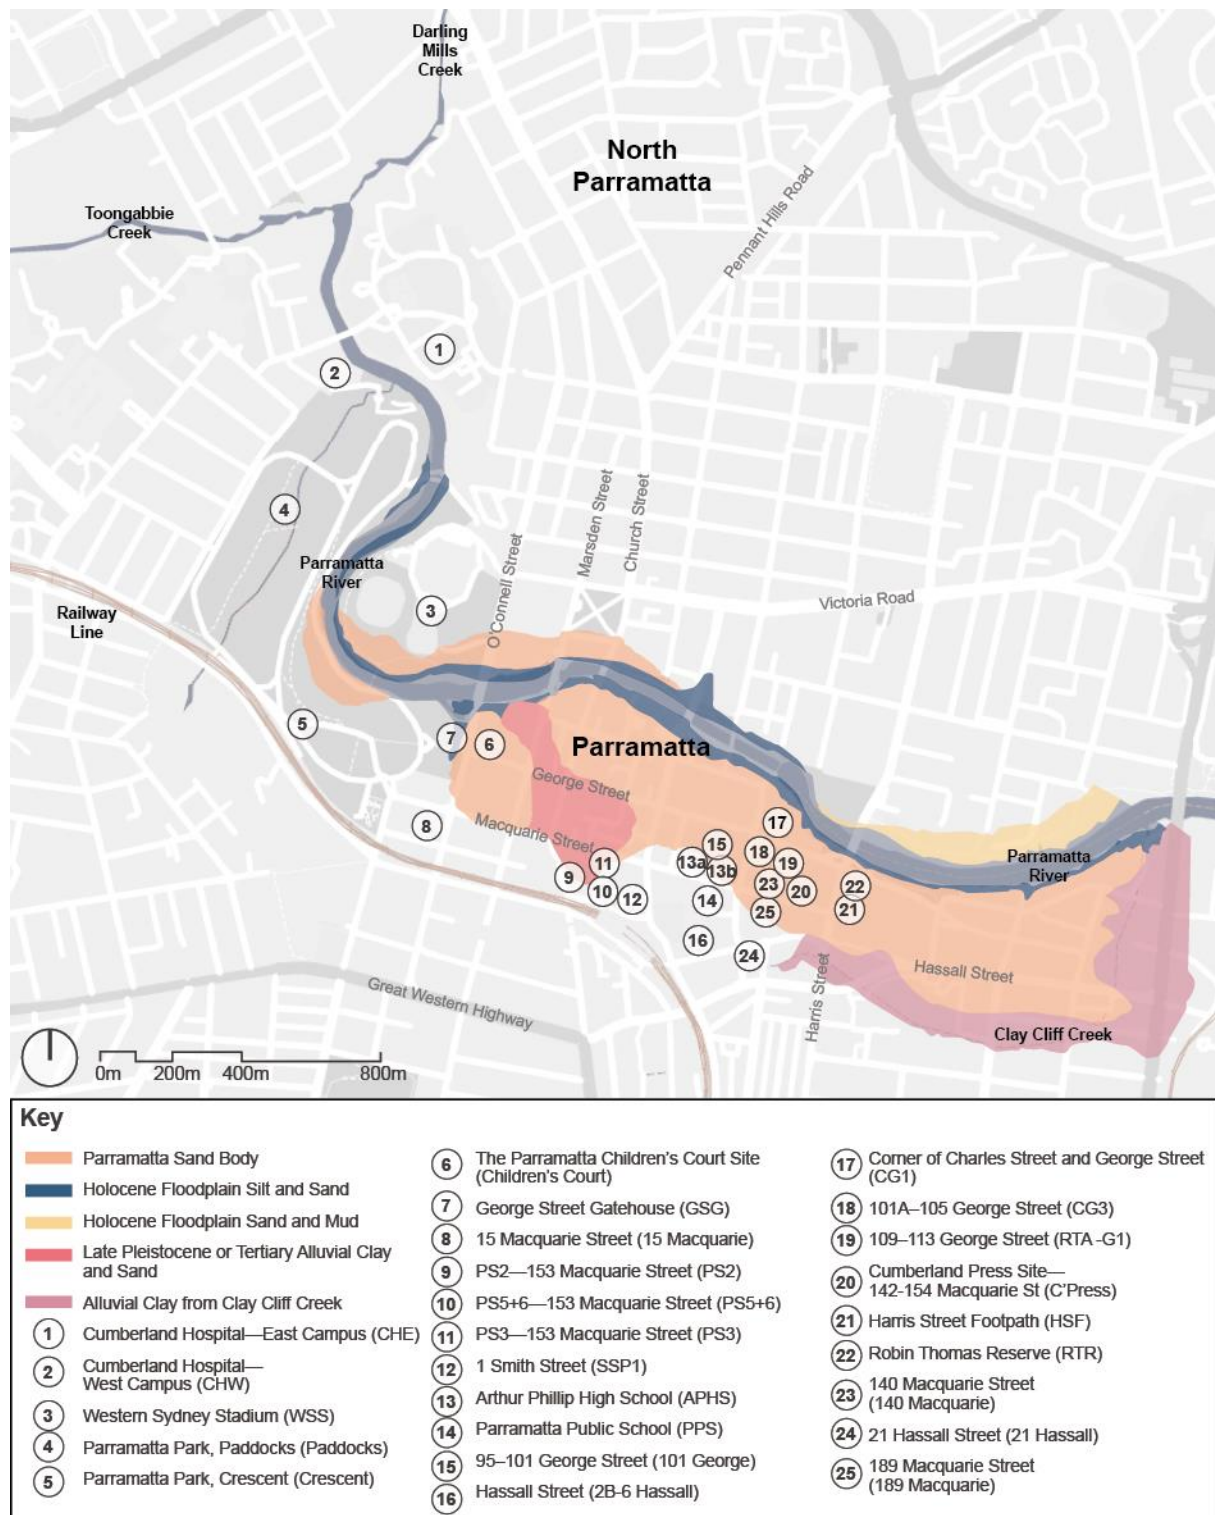 Darling
Mills
Creek
North
Parramatta
Pennant Hills Road
Toongabbie
Creek
1
2
4
Marsden Street
Church Street
O'Connell Street
Parramatta
River
Victoria Road
3
Railway
Line
5
7
6
Parramatta
George Street
8
Macquarie Street
17
15
18
13a
13b
19
11
9
10
12
14
23
20
22
21
25
Parramatta
River
16
24
Harris Street
Hassall Street
Great Western Highway
Clay Cliff Creek
0m 200m 400m 800m
Key
Parramatta Sand Body
Holocene Floodplain Silt and Sand
Holocene Floodplain Sand and Mud
Late Pleistocene or Tertiary Alluvial Clay
and Sand
Alluvial Clay from Clay Cliff Creek
1 Cumberland Hospital—East Campus (CHE)
2 Cumberland Hospital—
West Campus (CHW)
3 Western Sydney Stadium (WSS)
4 Parramatta Park, Paddocks (Paddocks)
5 Parramatta Park, Crescent (Crescent)
6 The Parramatta Children's Court Site
(Children's Court)
7 George Street Gatehouse (GSG)
8 15 Macquarie Street (15 Macquarie)
9 PS2—153 Macquarie Street (PS2)
10 PS5+6—153 Macquarie Street (PS5+6)
11 PS3—153 Macquarie Street (PS3)
12 1 Smith Street (SSP1)
13 Arthur Phillip High School (APHS)
14 Parramatta Public School (PPS)
15 95–101 George Street (101 George)
16 Hassall Street (2B-6 Hassall)
17 Corner of Charles Street and George Street
(CG1)
18 101A–105 George Street (CG3)
19 109–113 George Street (RTA -G1)
20 Cumberland Press Site—
142-154 Macquarie St (C'Press)
21 Harris Street Footpath (HSF)
22 Robin Thomas Reserve (RTR)
23 140 Macquarie Street
(140 Macquarie)
24 21 Hassall Street (21 Hassall)
25 189 Macquarie Street
(189 Macquarie)